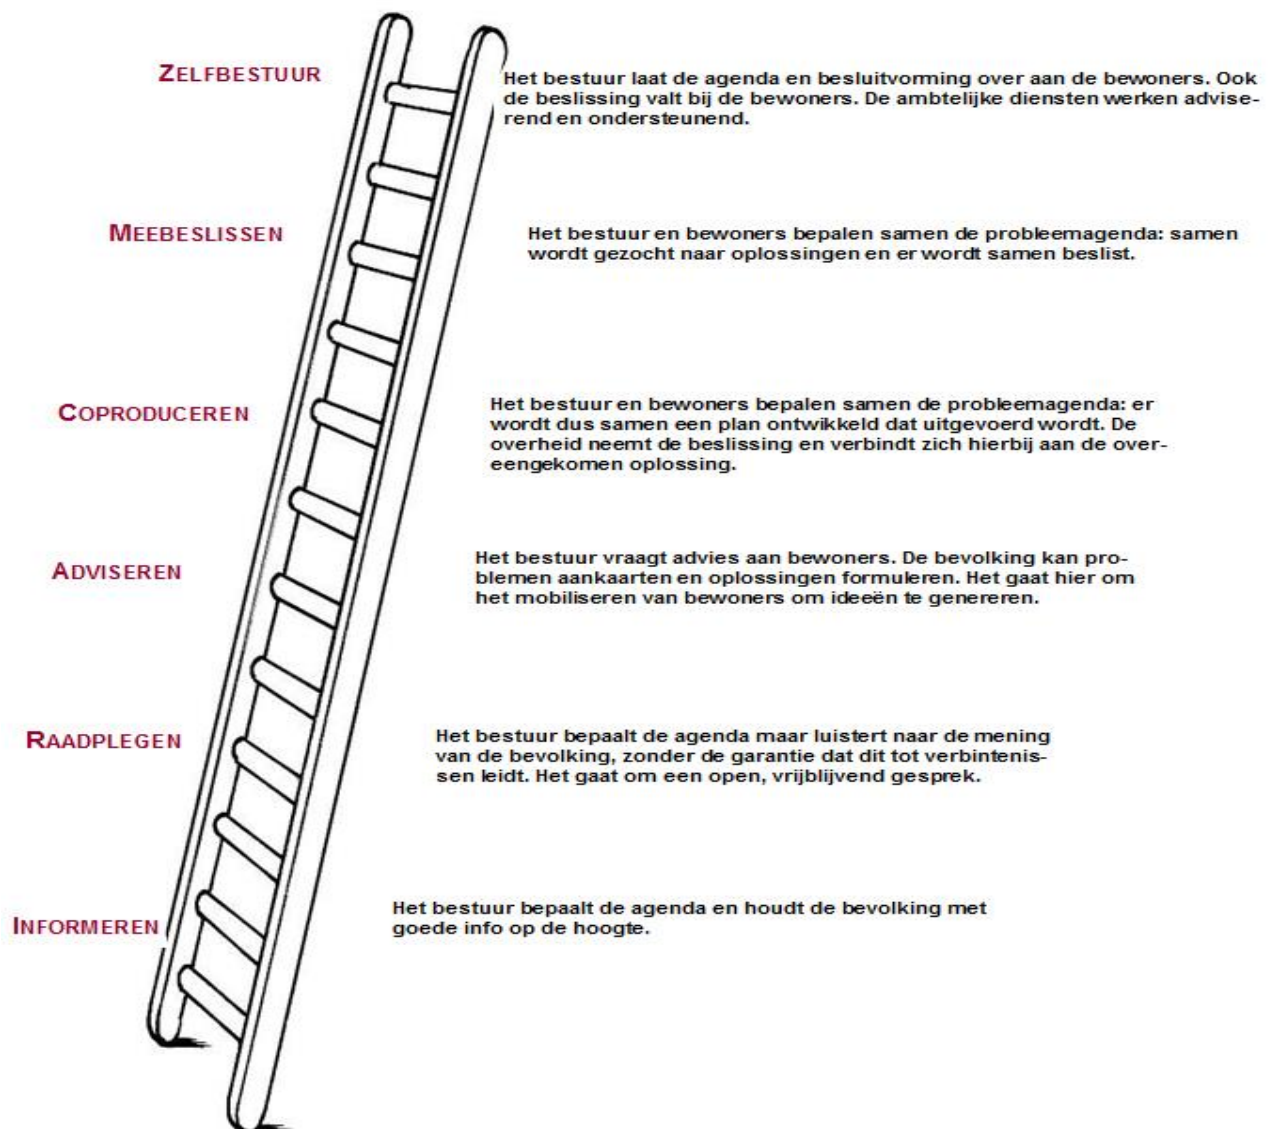 ZELFBESTUUR
Het bestuur laat de agenda en besluitvorming over aan de bewoners. Ook
de beslissing valt bij de bewoners. De ambtelijke diensten werken advise-
rend en ondersteunend.
MEEBESLISSEN
Het bestuur en bewoners bepalen samen de probleemagenda: samen
wordt gezocht naar oplossingen en er wordt samen beslist.
COPRODUCEREN
Het bestuur en bewoners bepalen samen de probleemagenda: er
wordt dus samen een plan ontwikkeld dat uitgevoerd wordt. De
overheid neemt de beslissing en verbindt zich hierbij aan de over-
eengekomen oplossing.
ADVISEREN
Het bestuur vraagt advies aan bewoners. De bevolking kan pro-
blemen aankaarten en oplossingen formuleren. Het gaat hier om
het mobiliseren van bewoners om ideeën te genereren.
RAADPLEGEN
Het bestuur bepaalt de agenda maar luistert naar de mening
van de bevolking, zonder de garantie dat dit tot verbintenis-
sen leidt. Het gaat om een open, vrijblijvend gesprek.
INFORMEREN
Het bestuur bepaalt de agenda en houdt de bevolking met
goede info op de hoogte.